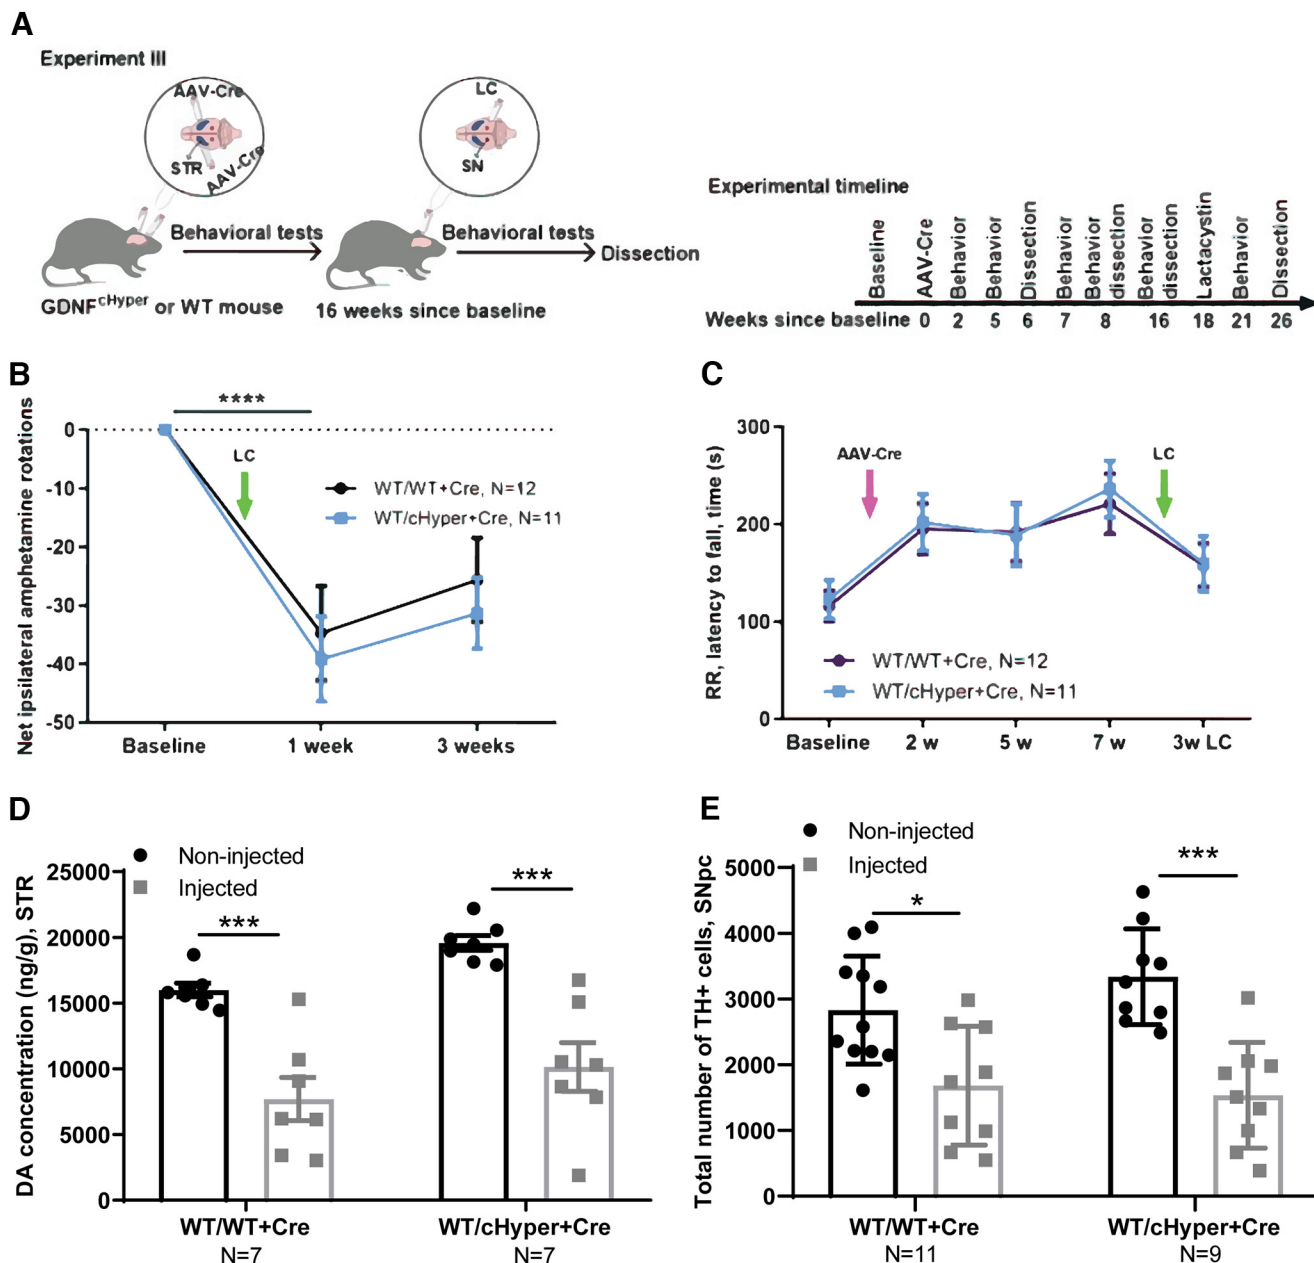 A
Experiment III
AAV-Cre
STR
AAV-Cre
LC
SN
Behavioral tests
Behavioral tests
Dissection
GDNFcHyper or WT mouse
16 weeks since baseline
Experimental timeline
Baseline
AAV-Cre
Behavior
Behavior
Dissection
Behavior
Behavior
dissection
Behavior
dissection
Lactacystin
Behavior
Dissection
Weeks since baseline 0 2 5 6 7 8 16 18 21 26
B
Net ipsilateral amphetamine rotations
****
LC
0
-10
-20
-30
-40
-50
WT/WT+Cre, N=12
WT/cHyper+Cre, N=11
Baseline 1 week 3 weeks
C
RR, latency to fall, time (s)
300
200
100
0
AAV-Cre
LC
WT/WT+Cre, N=12
WT/cHyper+Cre, N=11
Baseline 2 w 5 w 7 w 3w LC
D
DA concentration (ng/g), STR
Non-injected
Injected
25000
20000
15000
10000
5000
0
***
***
WT/WT+Cre WT/cHyper+Cre
N=7 N=7
E
Total number of TH+ cells, SNpc
Non-injected
Injected
5000
4000
3000
2000
1000
0
*
***
WT/WT+Cre WT/cHyper+Cre
N=11 N=9